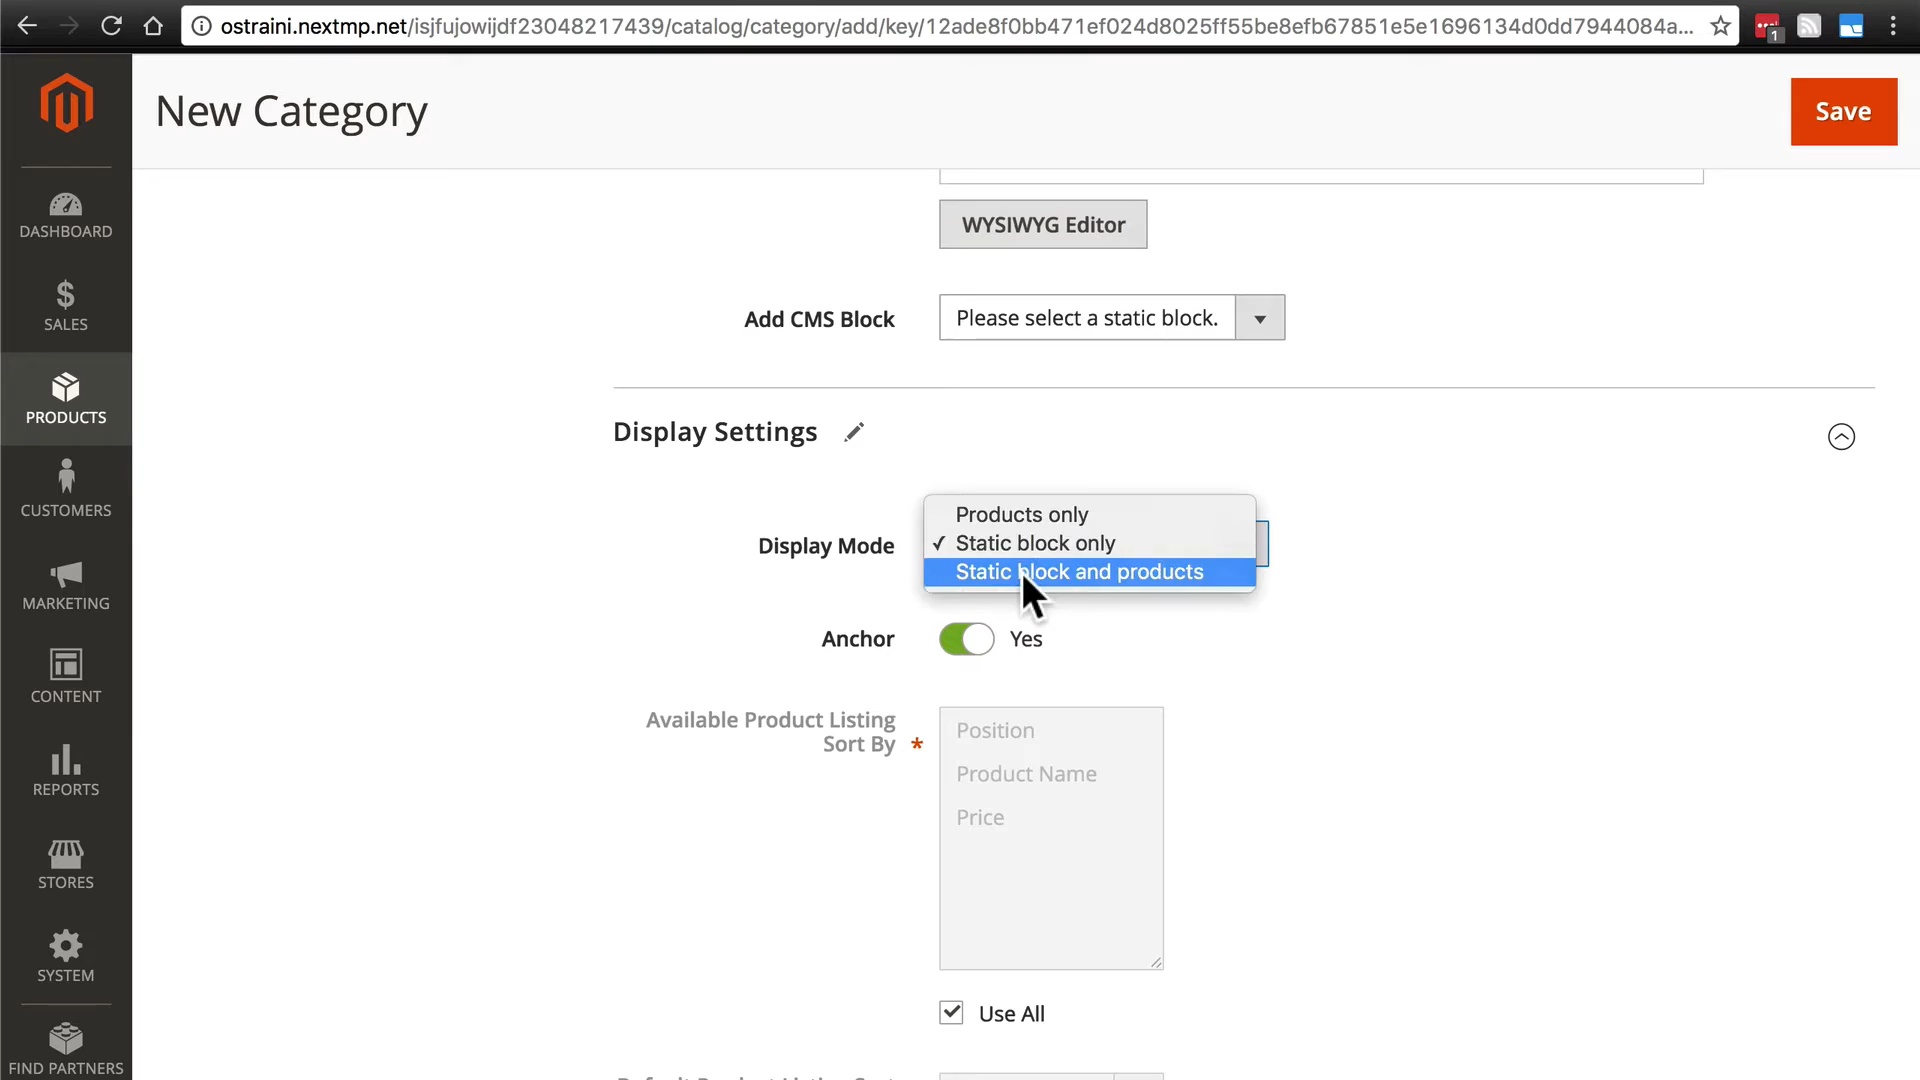 ostraini.nextmp.net/isjfujowijdf23048217439/catalog/category/add/key/12ade8f0bb471ef024d8025ff55be8efb67851e5e1696134d0dd7944084a...
1
New Category
Save
DASHBOARD
SALES
PRODUCTS
CUSTOMERS
MARKETING
CONTENT
REPORTS
STORES
SYSTEM
FIND PARTNERS
WYSIWYG Editor
Add CMS Block
Please select a static block.
Display Settings
Display Mode
Products only
✓ Static block only
Static block and products
Anchor
Yes
Available Product Listing
Sort By *
Position
Product Name
Price
Use All